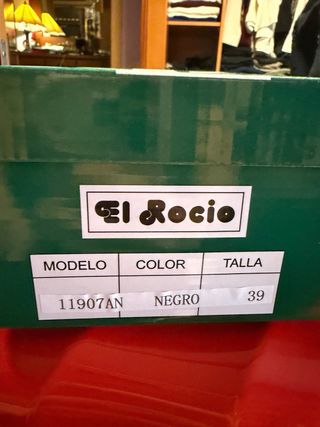 El Rocio
MODELO COLOR TALLA
11907AN NEGRO 39